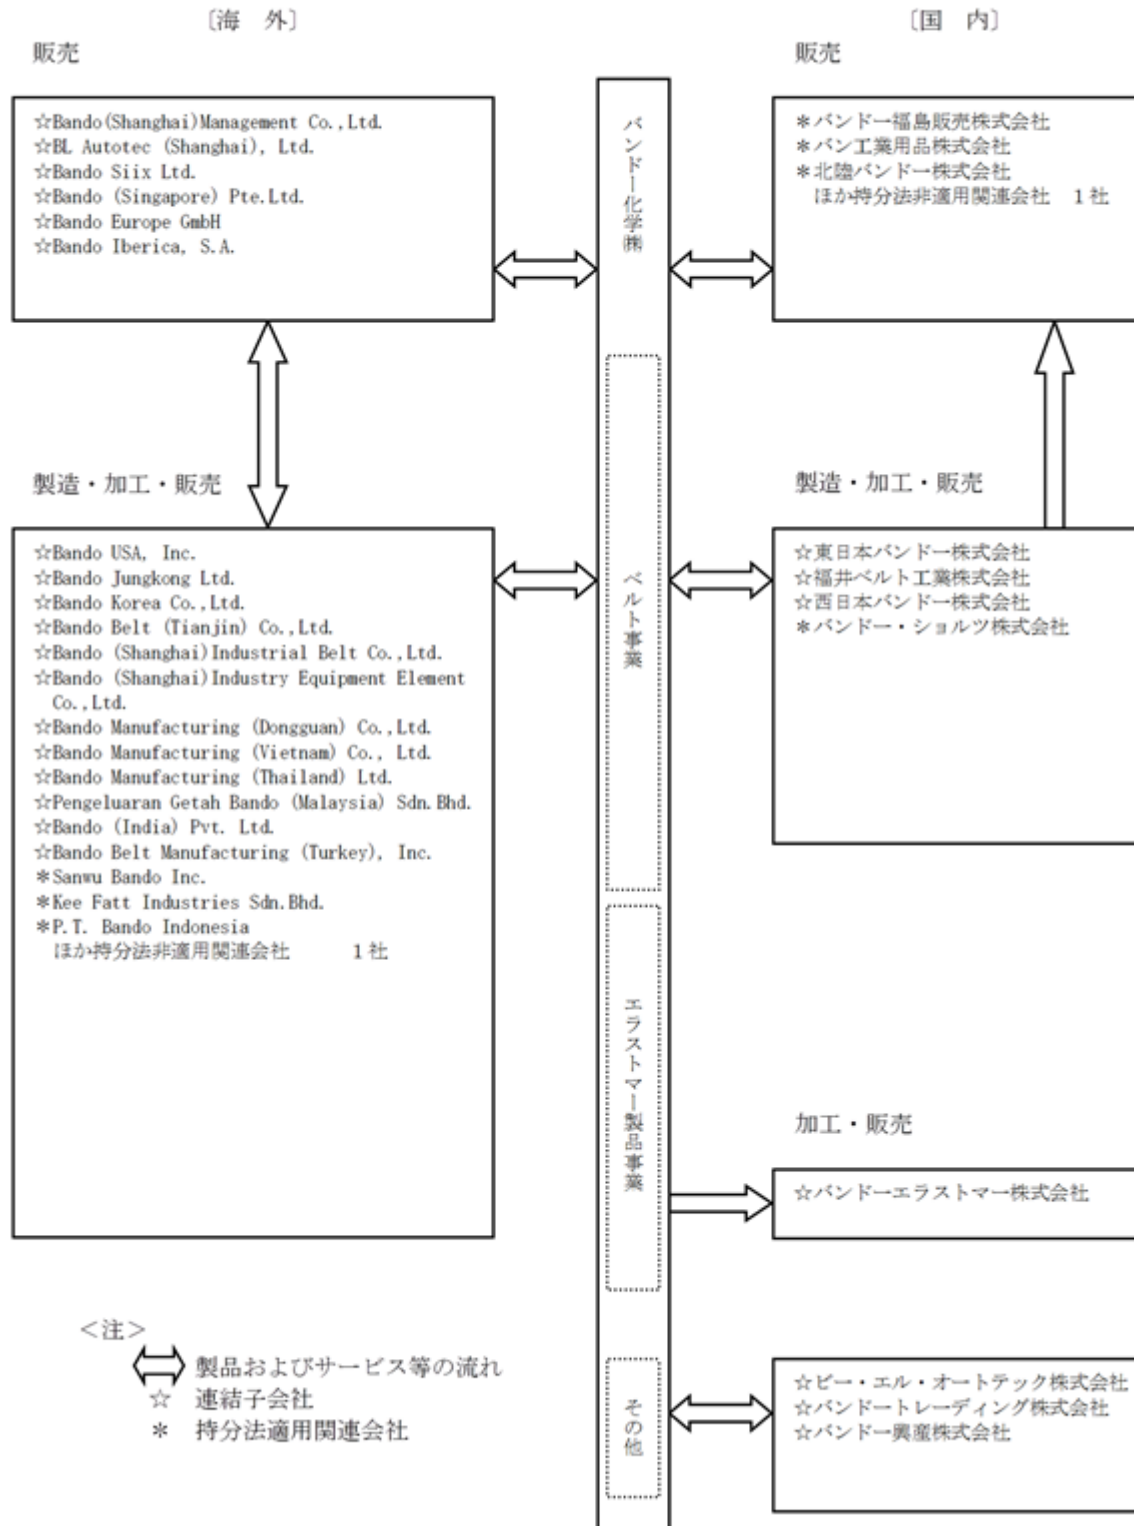 〔海　外〕
販売
☆Bando(Shanghai)Management Co.,Ltd.
☆BL Autotec (Shanghai), Ltd.
☆Bando Siix Ltd.
☆Bando (Singapore) Pte.Ltd.
☆Bando Europe GmbH
☆Bando Iberica, S.A.
製造・加工・販売
☆Bando USA, Inc.
☆Bando Jungkong Ltd.
☆Bando Korea Co.,Ltd.
☆Bando Belt (Tianjin) Co.,Ltd.
☆Bando (Shanghai)Industrial Belt Co.,Ltd.
☆Bando (Shanghai)Industry Equipment Element
Co.,Ltd.
☆Bando Manufacturing (Dongguan) Co.,Ltd.
☆Bando Manufacturing (Vietnam) Co., Ltd.
☆Bando Manufacturing (Thailand) Ltd.
☆Pengeluaran Getah Bando (Malaysia) Sdn.Bhd.
☆Bando (India) Pvt. Ltd.
☆Bando Belt Manufacturing (Turkey), Inc.
＊Sanwu Bando Inc.
＊Kee Fatt Industries Sdn.Bhd.
＊P.T. Bando Indonesia
ほか持分法非適用関連会社　　　１社
バンドー化学㈱
ベルト事業
エラストマー製品事業
その他
〔国　内〕
販売
＊バンドー福島販売株式会社
＊バン工業用品株式会社
＊北陸バンドー株式会社
ほか持分法非適用関連会社　１社
製造・加工・販売
☆東日本バンドー株式会社
☆福井ベルト工業株式会社
☆西日本バンドー株式会社
＊バンドー・ショルツ株式会社
加工・販売
☆バンドーエラストマー株式会社
☆ビー・エル・オートテック株式会社
☆バンドートレーディング株式会社
☆バンドー興産株式会社
＜注＞
製品およびサービス等の流れ
☆　連結子会社
＊　持分法適用関連会社